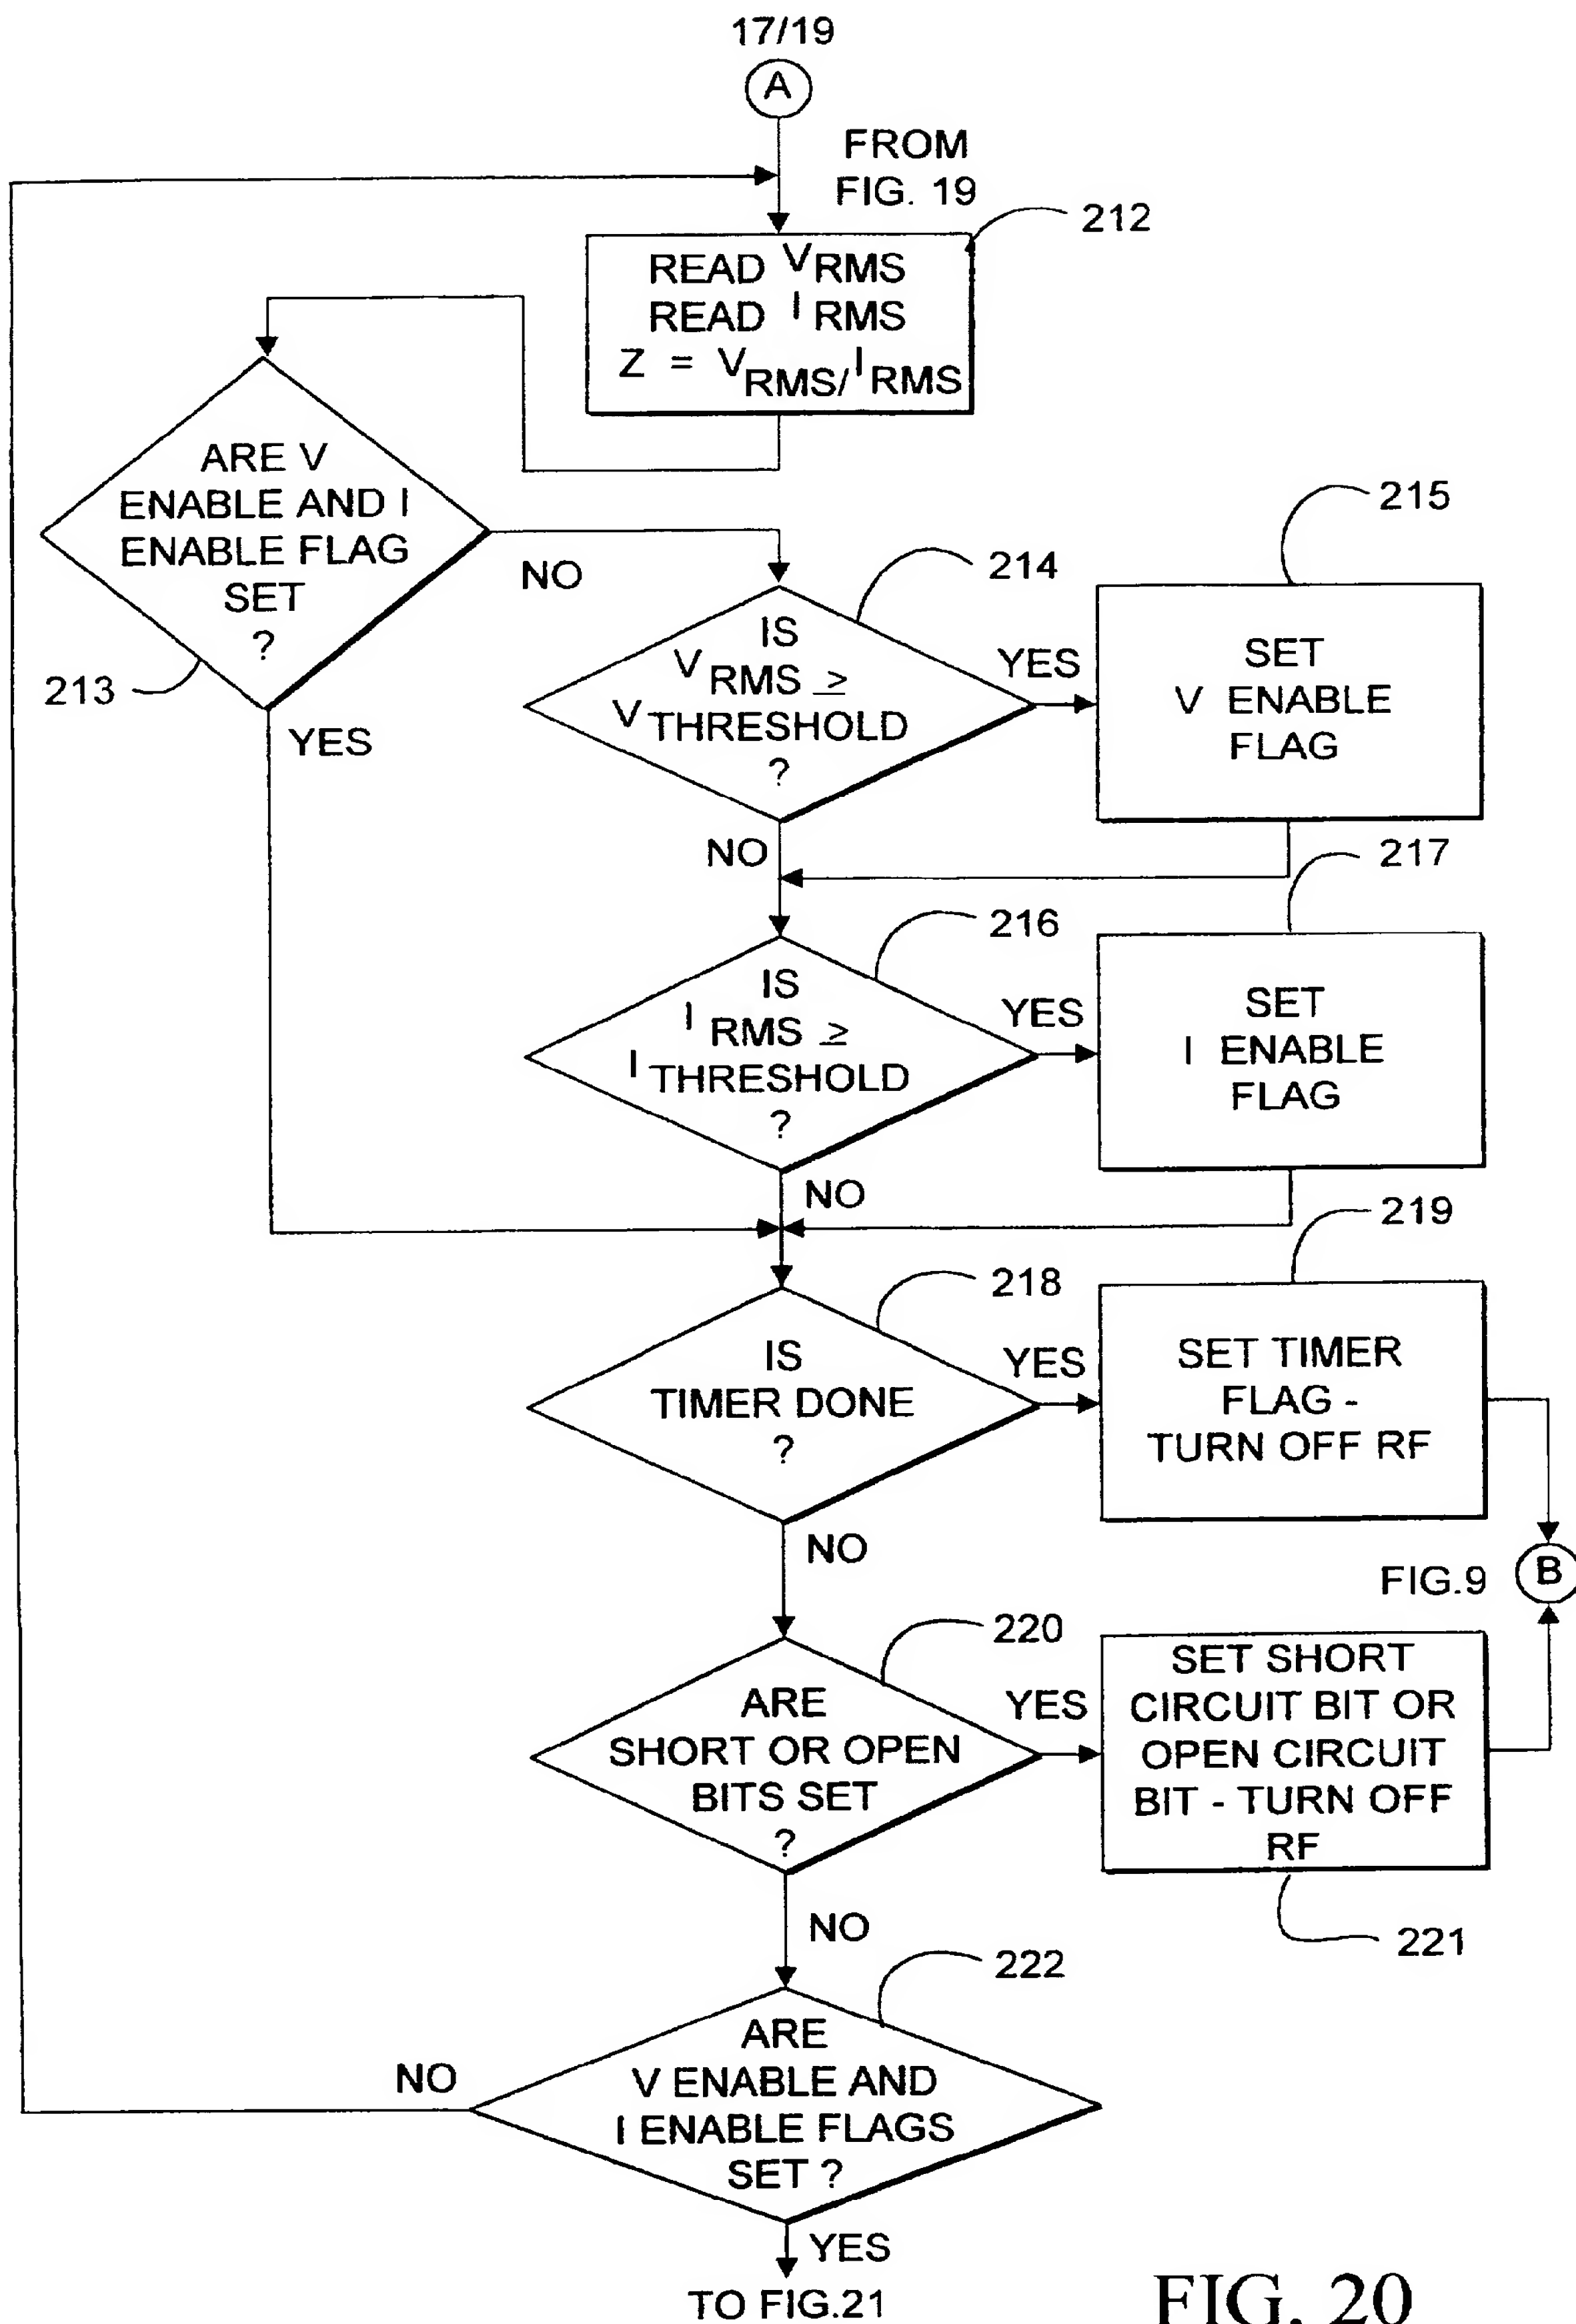 17/19
A
FROM
FIG. 19
212
READ VRMS
READ IRMS
Z = VRMS/IRMS
ARE V
ENABLE AND I
ENABLE FLAG
SET
?
213
NO
YES
214
IS
VRMS ≥
VTHRESHOLD
?
YES
NO
215
SET
V ENABLE
FLAG
216
IS
IRMS ≥
ITHRESHOLD
?
YES
NO
217
SET
I ENABLE
FLAG
218
IS
TIMER DONE
?
YES
NO
219
SET TIMER
FLAG -
TURN OFF RF
FIG.9
B
220
ARE
SHORT OR OPEN
BITS SET
?
YES
NO
SET SHORT
CIRCUIT BIT OR
OPEN CIRCUIT
BIT - TURN OFF
RF
221
222
ARE
V ENABLE AND
I ENABLE FLAGS
SET ?
NO
YES
TO FIG.21
FIG. 20